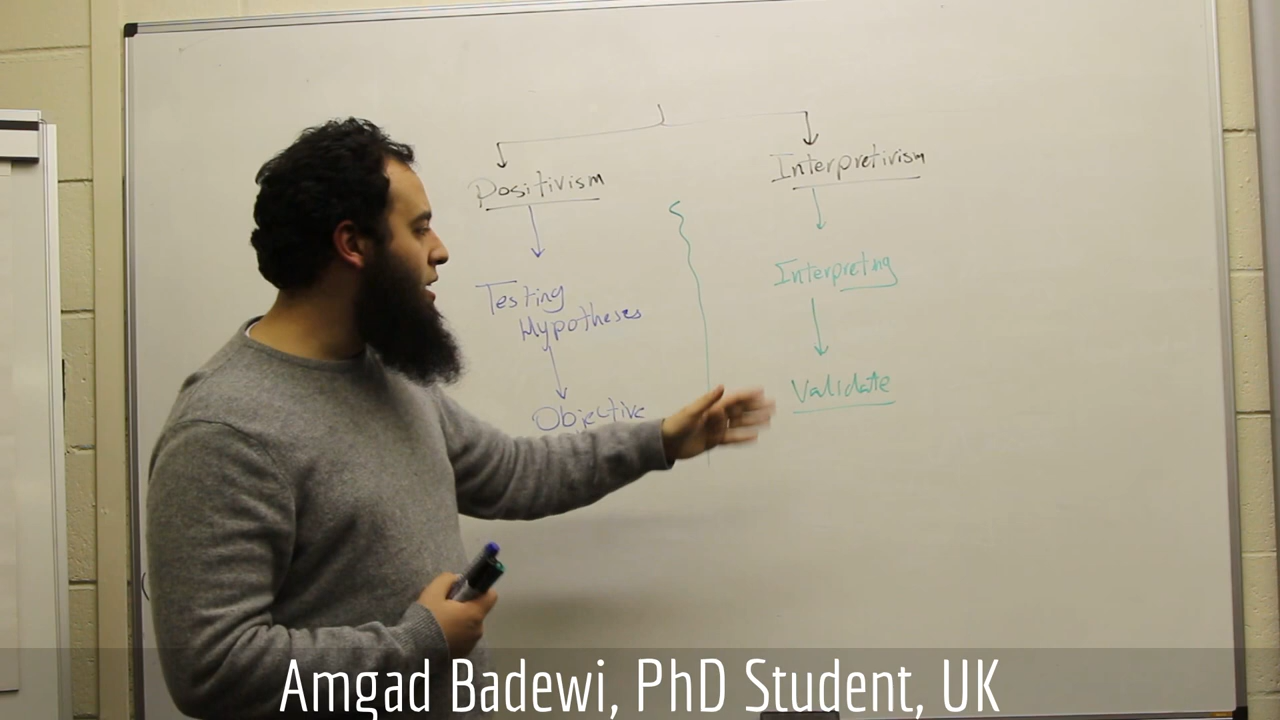 Positivism
Testing
Hypotheses
Objective
Interpretivism
Interpreting
Validate
Amgad Badewi, PhD Student, UK